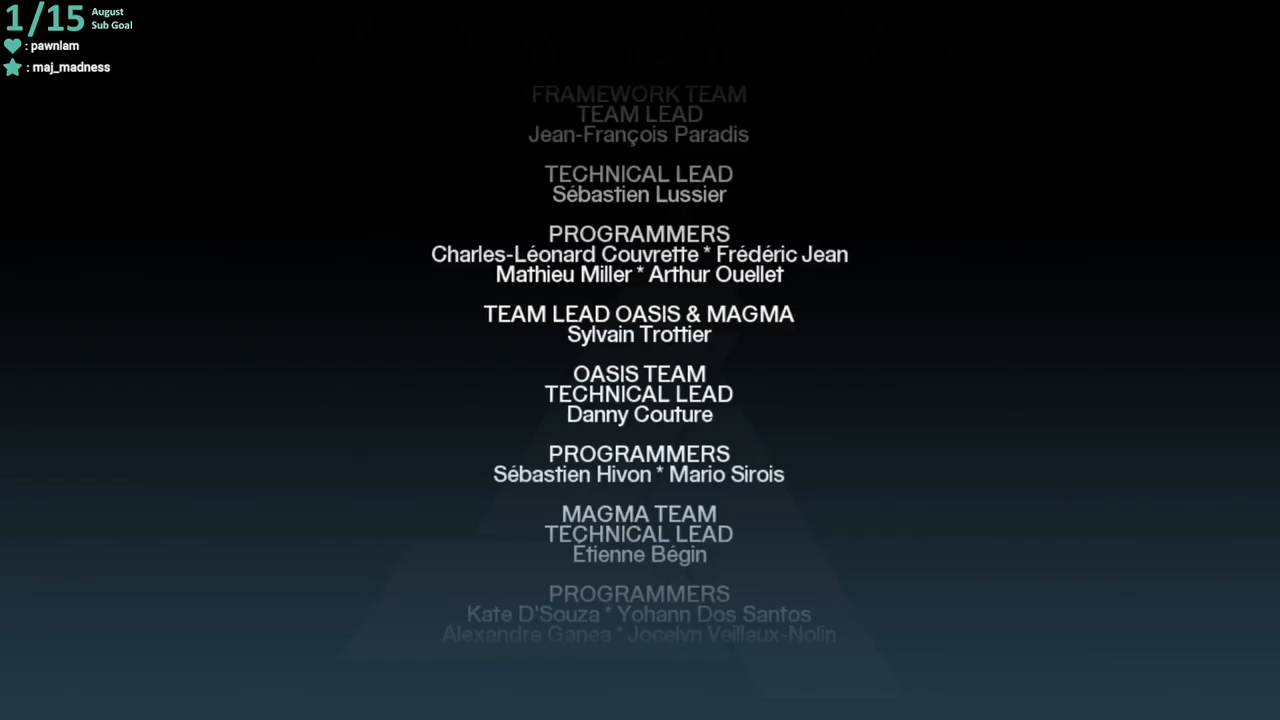 1/15 August
Sub Goal
: pawnlam
: maj_madness
FRAMEWORK TEAM
TEAM LEAD
Jean-François Paradis
TECHNICAL LEAD
Sébastien Lussier
PROGRAMMERS
Charles-Léonard Couvrette * Frédéric Jean
Mathieu Miller * Arthur Ouellet
TEAM LEAD OASIS & MAGMA
Sylvain Trottier
OASIS TEAM
TECHNICAL LEAD
Danny Couture
PROGRAMMERS
Sébastien Hivon * Mario Sirois
MAGMA TEAM
TECHNICAL LEAD
Étienne Bégin
PROGRAMMERS
Kate D'Souza * Yohann Dos Santos
Alexandre Ganea * Jocelyn Veilleux-Nolin